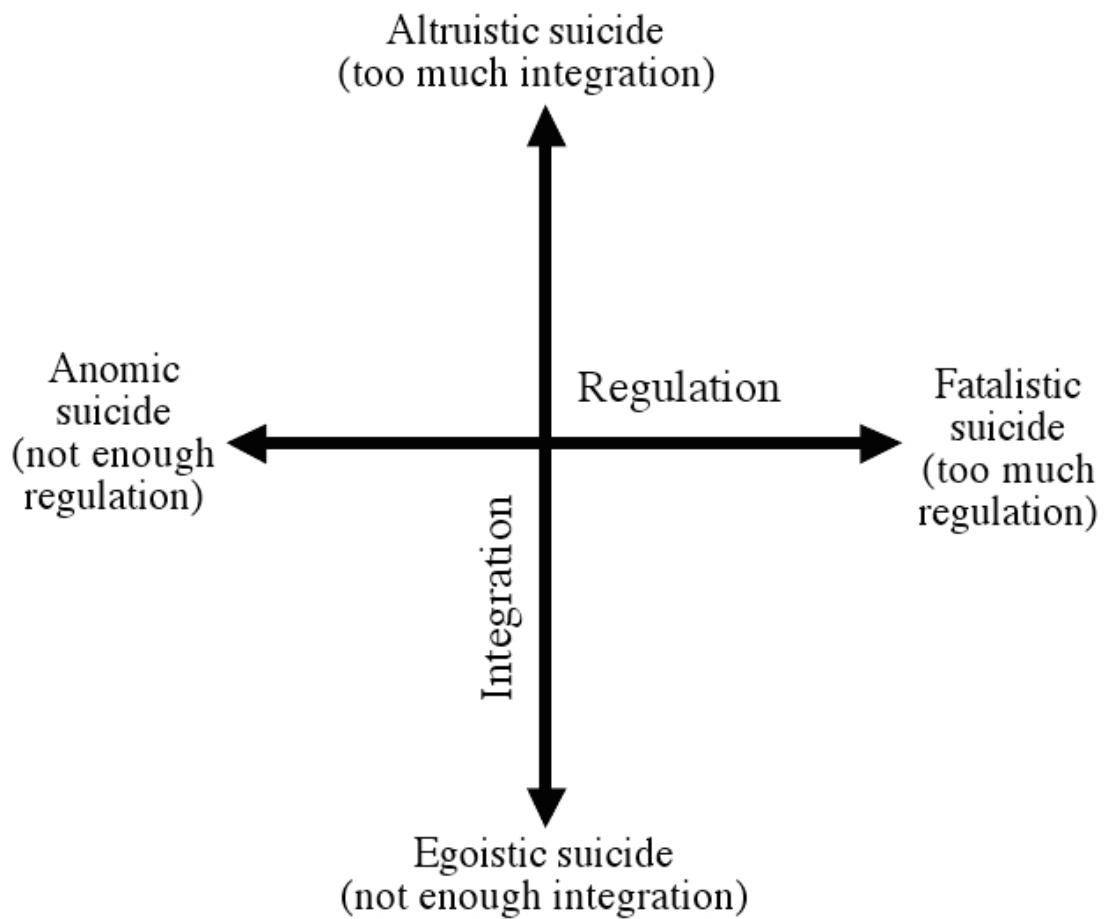 Altruistic suicide
(too much integration)
Anomic
suicide
(not enough
regulation)
Regulation
Fatalistic
suicide
(too much
regulation)
Integration
Egoistic suicide
(not enough integration)